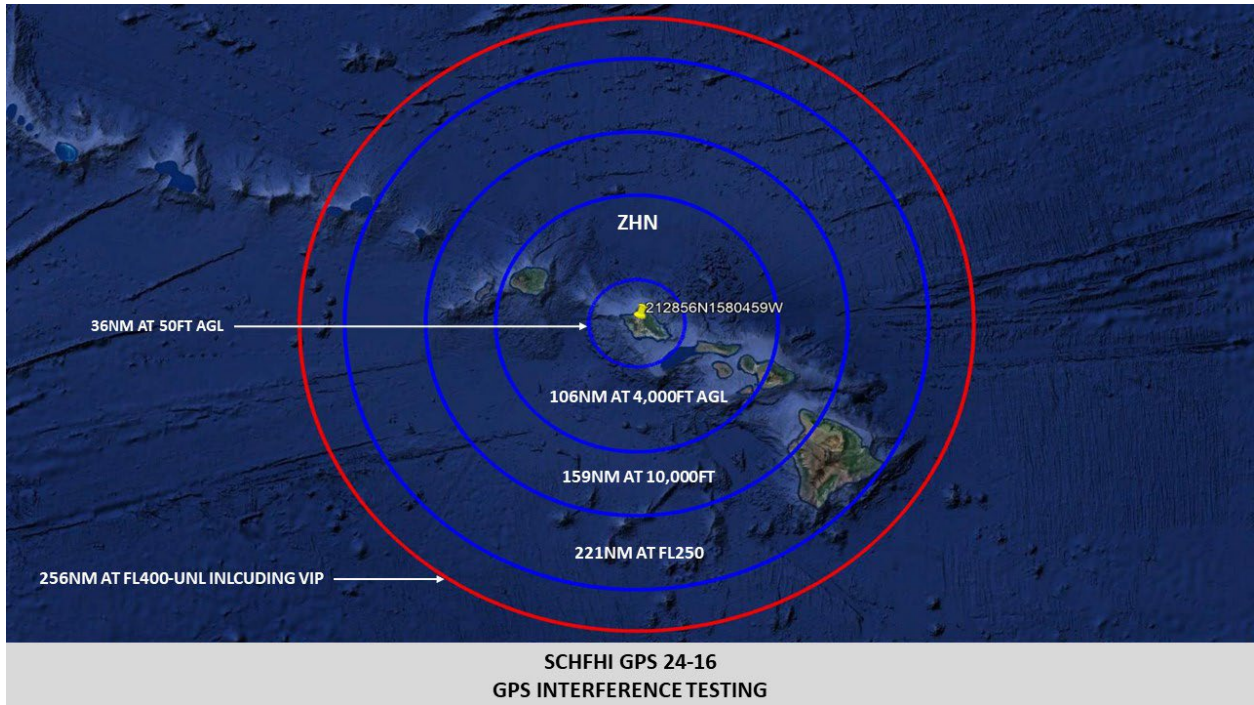 ZHN
212856N1580459W
36NM AT 50FT AGL
106NM AT 4,000FT AGL
159NM AT 10,000FT
221NM AT FL250
256NM AT FL400-UNL INLCUDING VIP
SCHFHI GPS 24-16
GPS INTERFERENCE TESTING